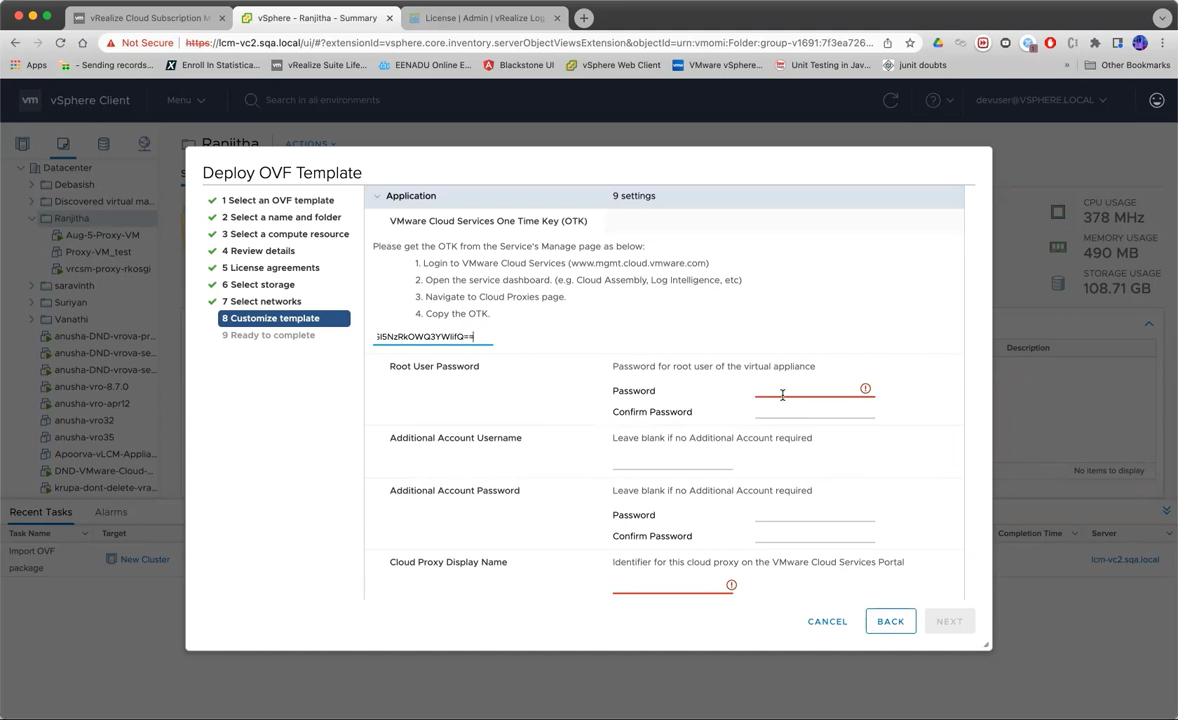 vRealize Cloud Subscription M
vSphere - Ranjitha - Summary
License | Admin | vRealize Log
Not Secure
https://lcm-vc2.sqa.local/ui/#?extensionId=vsphere.core.inventory.serverObjectViewsExtension&objectId=urn:vmomi:Folder:group-v1691:7f3ea726...
Apps
- Sending records...
Enroll In Statistica...
vRealize Suite Life...
EENADU Online E...
Blackstone UI
vSphere Web Client
VMware vSphere...
Unit Testing in Jav...
junit doubts
»
Other Bookmarks
vm vSphere Client
Menu
Search in all environments
devuser@VSPHERE.LOCAL
Ranjitha
ACTIONS
Datacenter
Debasish
Discovered virtual ma...
Ranjitha
Aug-5-Proxy-VM
Proxy-VM_test
vrcsm-proxy-rkosgi
saravinth
Suriyan
Vanathi
anusha-DND-vrova-pr...
anusha-DND-vrova-se...
anusha-DND-vrova-se...
anusha-vro-8.7.0
anusha-vro-apr12
anusha-vro32
anusha-vro35
Apoorva-vLCM-Applia...
DND-VMware-Cloud-...
krupa-dont-delete-vra...
Deploy OVF Template
1 Select an OVF template
2 Select a name and folder
3 Select a compute resource
4 Review details
5 License agreements
6 Select storage
7 Select networks
8 Customize template
9 Ready to complete
Application
9 settings
VMware Cloud Services One Time Key (OTK)
Please get the OTK from the Service's Manage page as below:
1. Login to VMware Cloud Services (www.mgmt.cloud.vmware.com)
2. Open the service dashboard. (e.g. Cloud Assembly, Log Intelligence, etc)
3. Navigate to Cloud Proxies page.
4. Copy the OTK.
Root User Password
Password for root user of the virtual appliance
Password
Confirm Password
Additional Account Username
Leave blank if no Additional Account required
Additional Account Password
Leave blank if no Additional Account required
Password
Confirm Password
Cloud Proxy Display Name
Identifier for this cloud proxy on the VMware Cloud Services Portal
CANCEL
BACK
NEXT
CPU USAGE
378 MHz
MEMORY USAGE
490 MB
STORAGE USAGE
108.71 GB
Description
No items to display
Recent Tasks
Alarms
Task Name
Target
Completion Time
Server
Import OVF package
New Cluster
lcm-vc2.sqa.local